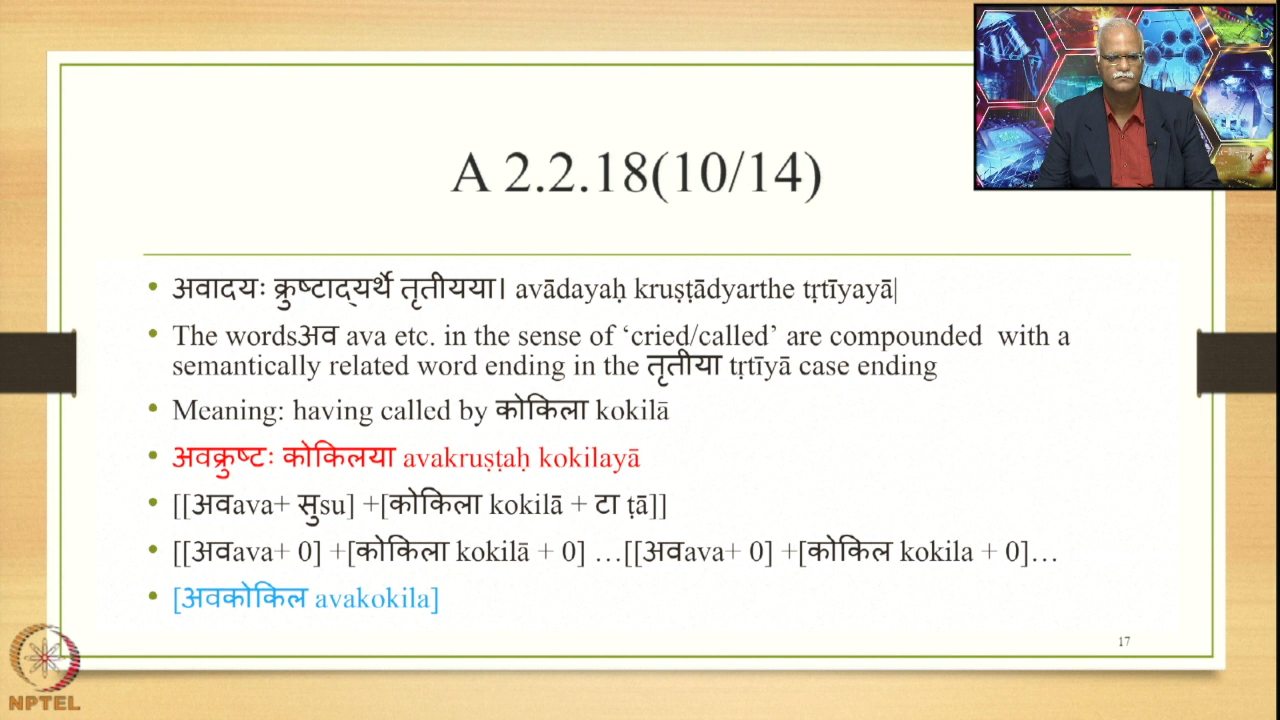 A 2.2.18(10/14)
• अवादयः क्रुष्टाद्यर्थे तृतीयया। avādayaḥ kruṣṭādyarthe tṛtīyayā|
• The wordsअव ava etc. in the sense of ‘cried/called’ are compounded with a
semantically related word ending in the तृतीया tṛtīyā case ending
• Meaning: having called by कोकिला kokilā
• अवक्रुष्टः कोकिलया avakruṣṭaḥ kokilayā
• [[अवava+ सुsu] +[कोकिला kokilā + टा ṭā]]
• [[अवava+ 0] +[कोकिला kokilā + 0] …[[अवava+ 0] +[कोकिल kokila + 0]…
• [अवकोकिल avakokila]
17
NPTEL